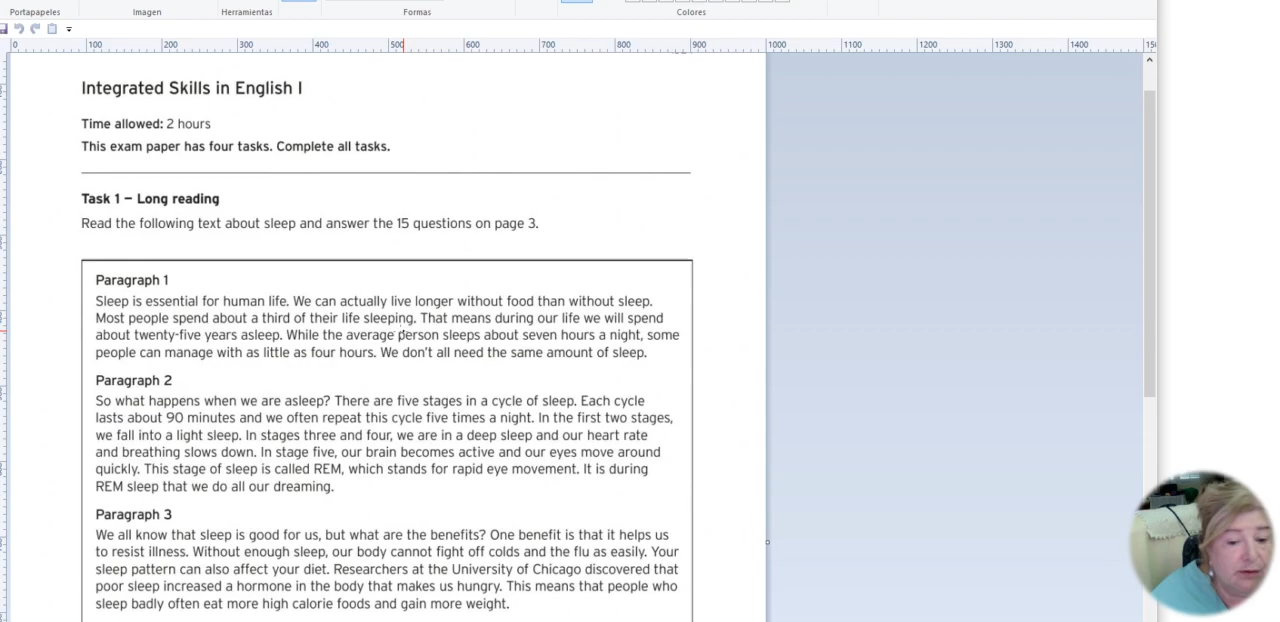 Portapapeles Imagen Herramientas Formas Colores
0 100 200 300 400 500 600 700 800 900 1000 1100 1200 1300 1400 150
Integrated Skills in English I
Time allowed: 2 hours
This exam paper has four tasks. Complete all tasks.
Task 1 – Long reading
Read the following text about sleep and answer the 15 questions on page 3.
Paragraph 1
Sleep is essential for human life. We can actually live longer without food than without sleep.
Most people spend about a third of their life sleeping. That means during our life we will spend
about twenty-five years asleep. While the average person sleeps about seven hours a night, some
people can manage with as little as four hours. We don't all need the same amount of sleep.
Paragraph 2
So what happens when we are asleep? There are five stages in a cycle of sleep. Each cycle
lasts about 90 minutes and we often repeat this cycle five times a night. In the first two stages,
we fall into a light sleep. In stages three and four, we are in a deep sleep and our heart rate
and breathing slows down. In stage five, our brain becomes active and our eyes move around
quickly. This stage of sleep is called REM, which stands for rapid eye movement. It is during
REM sleep that we do all our dreaming.
Paragraph 3
We all know that sleep is good for us, but what are the benefits? One benefit is that it helps us
to resist illness. Without enough sleep, our body cannot fight off colds and the flu as easily. Your
sleep pattern can also affect your diet. Researchers at the University of Chicago discovered that
poor sleep increased a hormone in the body that makes us hungry. This means that people who
sleep badly often eat more high calorie foods and gain more weight.